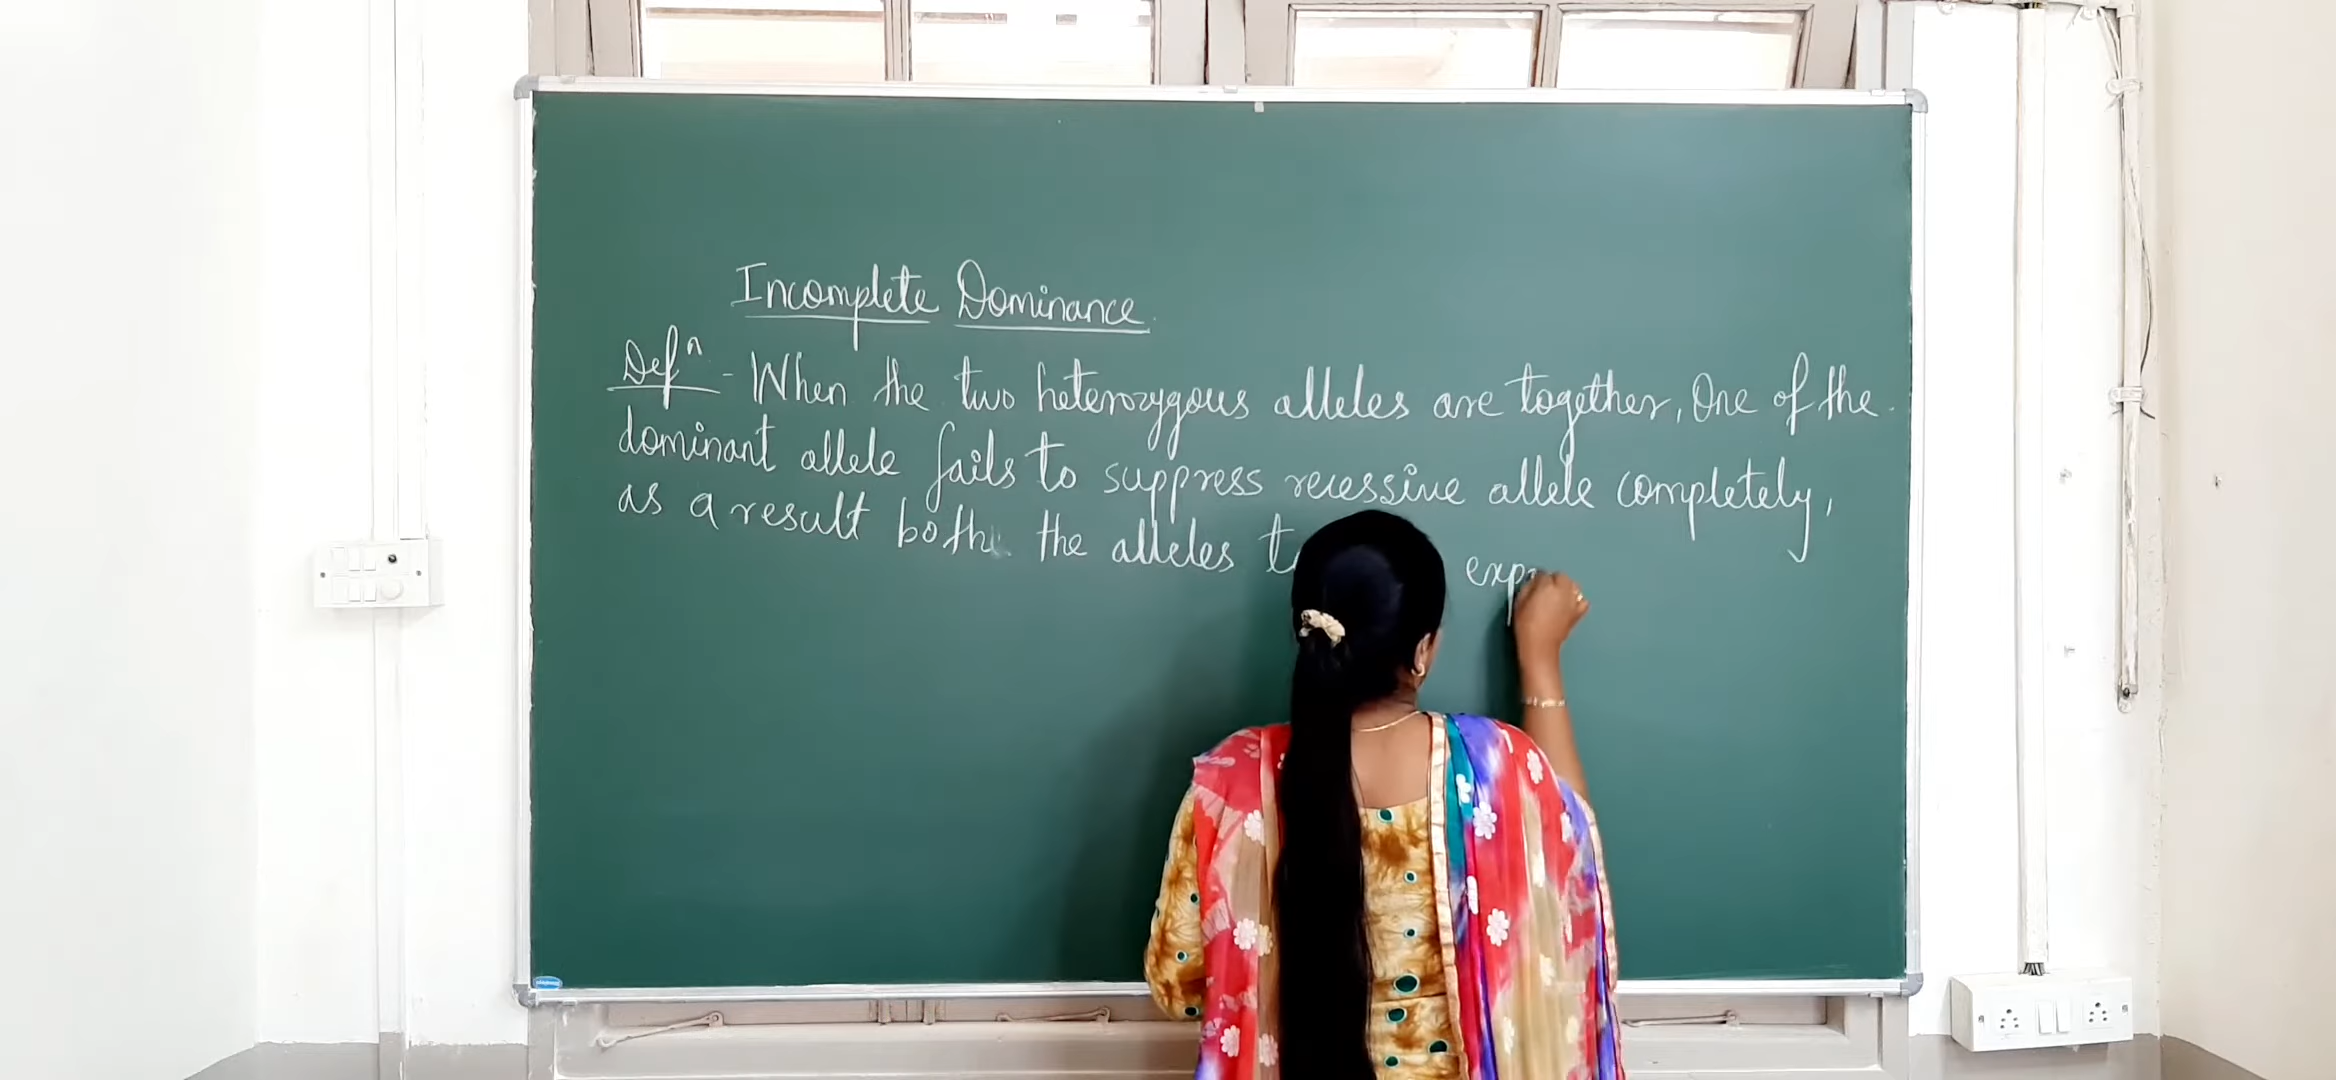 Incomplete Dominance.
Defⁿ - When the two heterozygous alleles are together, One of the
dominant allele fails to suppress recessive allele completely,
as a result both the alleles